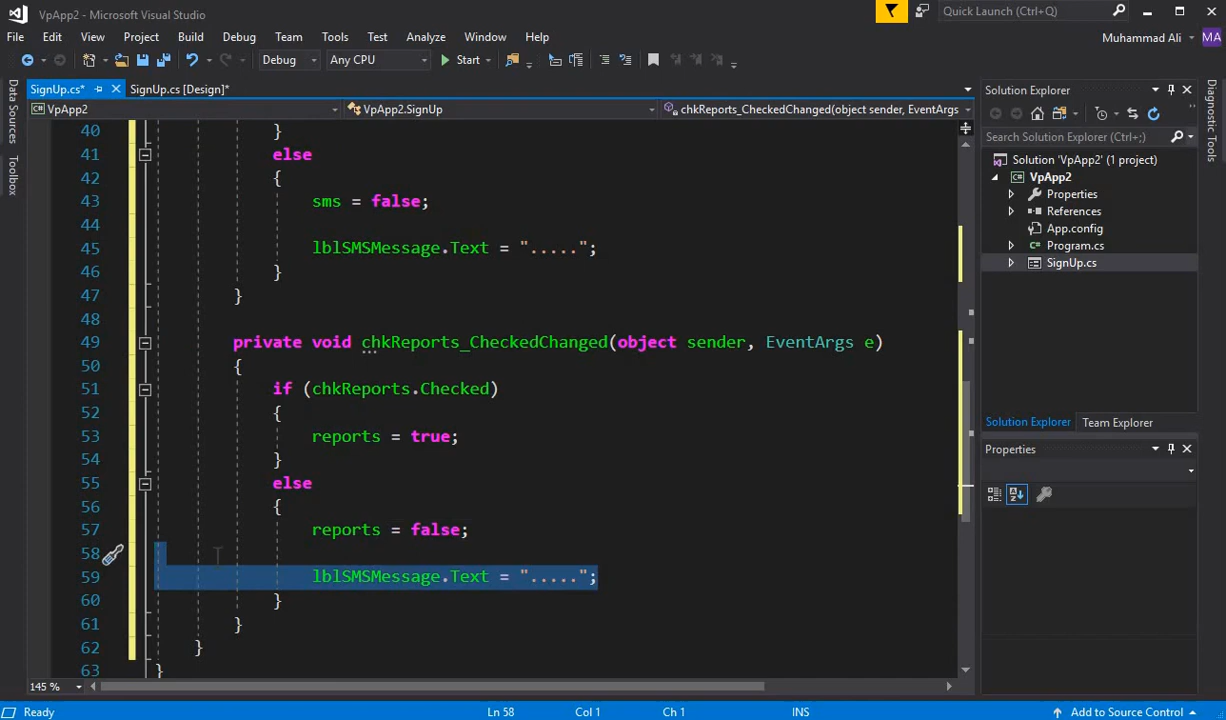 VpApp2 - Microsoft Visual Studio
Quick Launch (Ctrl+Q)
File Edit View Project Build Debug Team Tools Test Analyze Window Help
Muhammad Ali MA
Debug Any CPU Start
Data Sources
Toolbox
SignUp.cs* SignUp.cs [Design]*
VpApp2 VpApp2.SignUp chkReports_CheckedChanged(object sender, EventArgs
40 }
41 else
42 {
43 sms = false;
44
45 lblSMSMessage.Text = ".....";
46 }
47 }
48
49 private void chkReports_CheckedChanged(object sender, EventArgs e)
50 {
51 if (chkReports.Checked)
52 {
53 reports = true;
54 }
55 else
56 {
57 reports = false;
58
59 lblSMSMessage.Text = ".....";
60 }
61 }
62 }
63 }
145 %
Solution Explorer
Search Solution Explorer (Ctrl+;)
Solution 'VpApp2' (1 project)
VpApp2
Properties
References
App.config
Program.cs
SignUp.cs
Solution Explorer Team Explorer
Properties
Diagnostic Tools
Ready Ln 58 Col 1 Ch 1 INS Add to Source Control